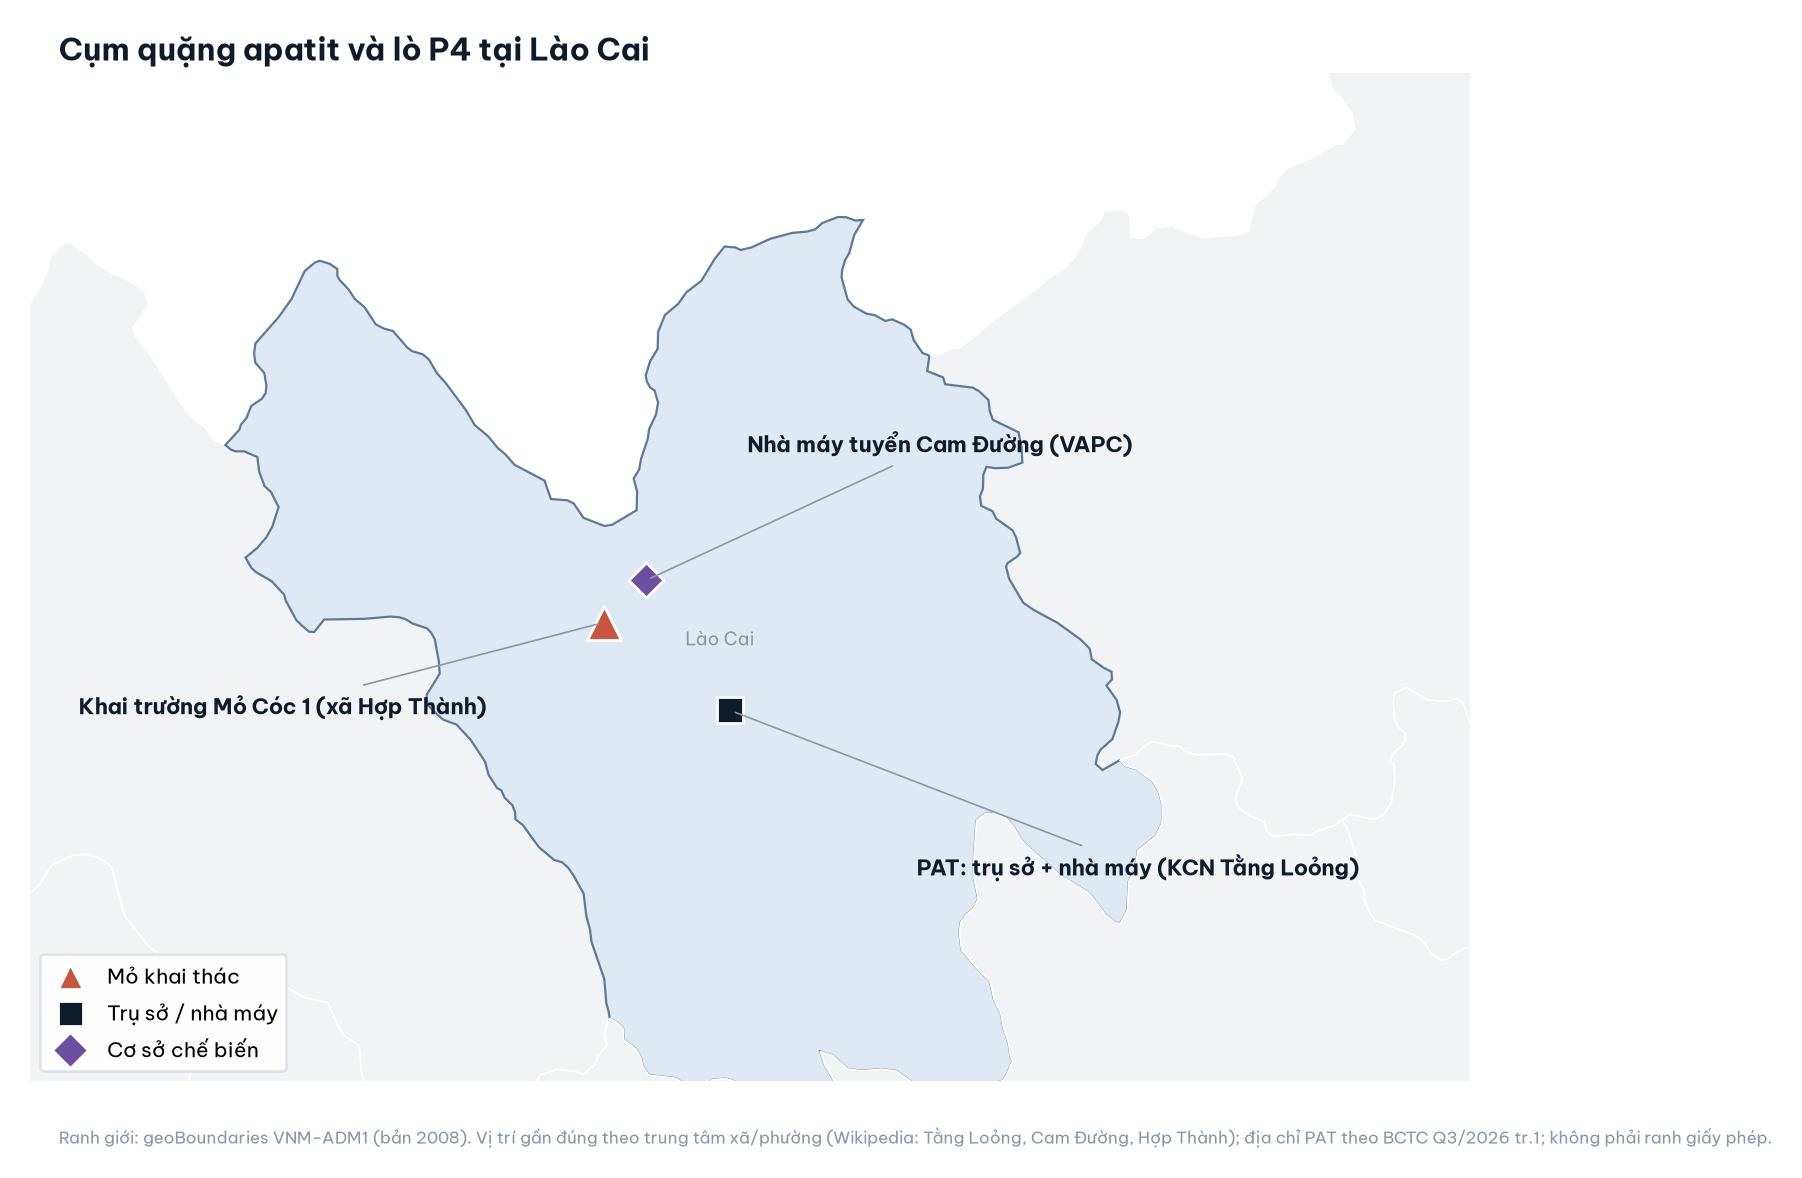 Cụm quặng apatit và lò P4 tại Lào Cai
Nhà máy tuyển Cam Đường (VAPC)
Lào Cai
Khai trường Mỏ Cóc 1 (xã Hợp Thành)
PAT: trụ sở + nhà máy (KCN Tằng Loỏng)
Mỏ khai thác
Trụ sở / nhà máy
Cơ sở chế biến
Ranh giới: geoBoundaries VNM-ADM1 (bản 2008). Vị trí gần đúng theo trung tâm xã/phường (Wikipedia: Tằng Loỏng, Cam Đường, Hợp Thành); địa chỉ PAT theo BCTC Q3/2026 tr.1; không phải ranh giấy phép.